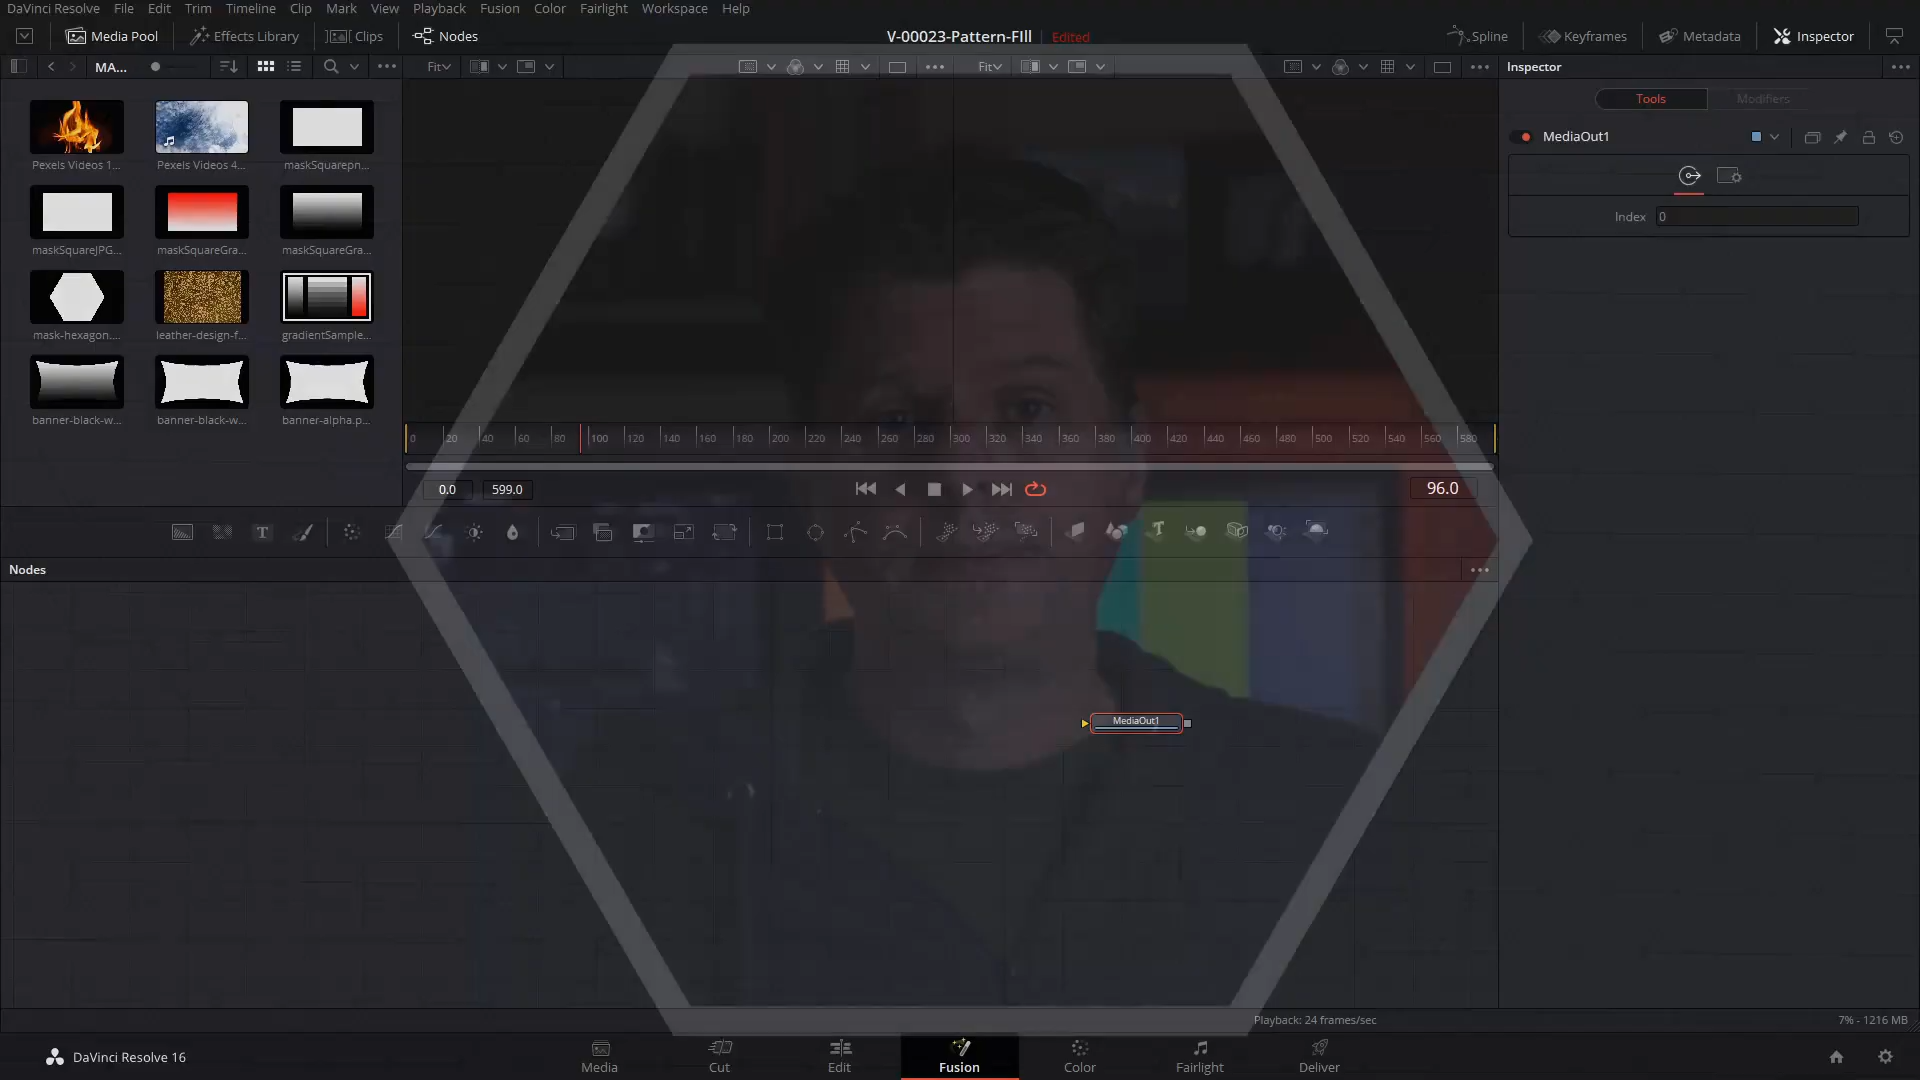 DaVinci Resolve File Edit Trim Timeline Clip Mark View Playback Fusion Color Fairlight Workspace Help
Media Pool Effects Library Clips Nodes V-00023-Pattern-FIll Edited Spline Keyframes Metadata Inspector
MA... Fit Fit Inspector
Tools Modifiers
MediaOut1
Index 0
Pexels Videos 1... Pexels Videos 4... maskSquarepn...
maskSquareJPG... maskSquareGra... maskSquareGra...
mask-hexagon.... leather-design-f... gradientSample...
banner-black-w... banner-black-w... banner-alpha.p...
0 20 40 60 80 100 120 140 160 180 200 220 240 260 280 300 320 340 360 380 400 420 440 460 480 500 520 540 560 580
0.0 599.0 96.0
T T
Nodes
MediaOut1
Playback: 24 frames/sec 7% - 1216 MB
DaVinci Resolve 16 Media Cut Edit Fusion Color Fairlight Deliver